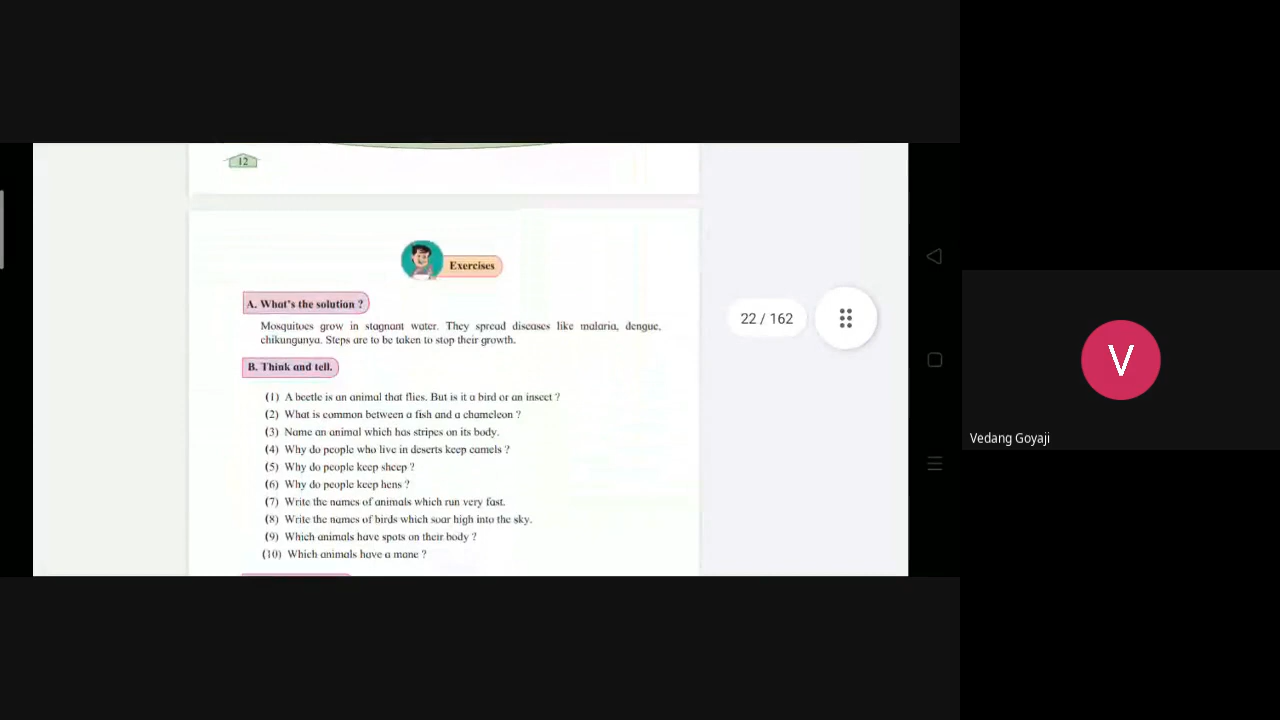 12
Exercises
A. What's the solution ?
Mosquitoes grow in stagnant water. They spread diseases like malaria, dengue,
chikungunya. Steps are to be taken to stop their growth.
B. Think and tell.
(1) A beetle is an animal that flies. But is it a bird or an insect ?
(2) What is common between a fish and a chameleon ?
(3) Name an animal which has stripes on its body.
(4) Why do people who live in deserts keep camels ?
(5) Why do people keep sheep ?
(6) Why do people keep hens ?
(7) Write the names of animals which run very fast.
(8) Write the names of birds which soar high into the sky.
(9) Which animals have spots on their body ?
(10) Which animals have a mane ?
22 / 162
V
Vedang Goyaji